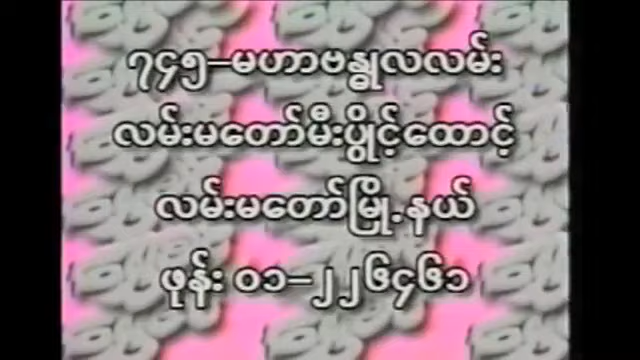 ၇၄၅–မဟာဗန္ဓုလလမ်း
လမ်းမတော်မီးပွိုင့်ထောင့်
လမ်းမတော်မြို့နယ်
ဖုန်း ၀၁–၂၂၆၄၆၁